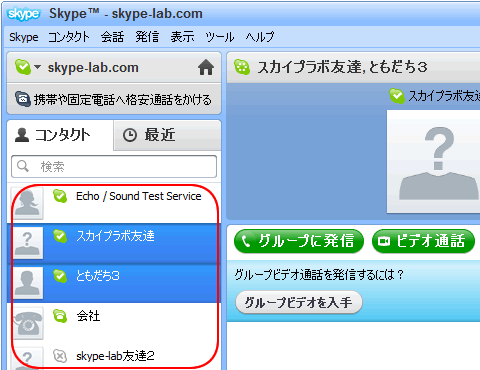 skype Skype™ - skype-lab.com
Skype コンタクト 会話 発信 表示 ツール ヘルプ
skype-lab.com
携帯や固定電話へ格安通話をかける
コンタクト 最近
検索
Echo / Sound Test Service
スカイプラボ友達
ともだち3
会社
skype-lab友達2
スカイプラボ友達, ともだち3
スカイプラボ友達
グループに発信 ビデオ通話
グループビデオ通話を発信するには?
グループビデオを入手